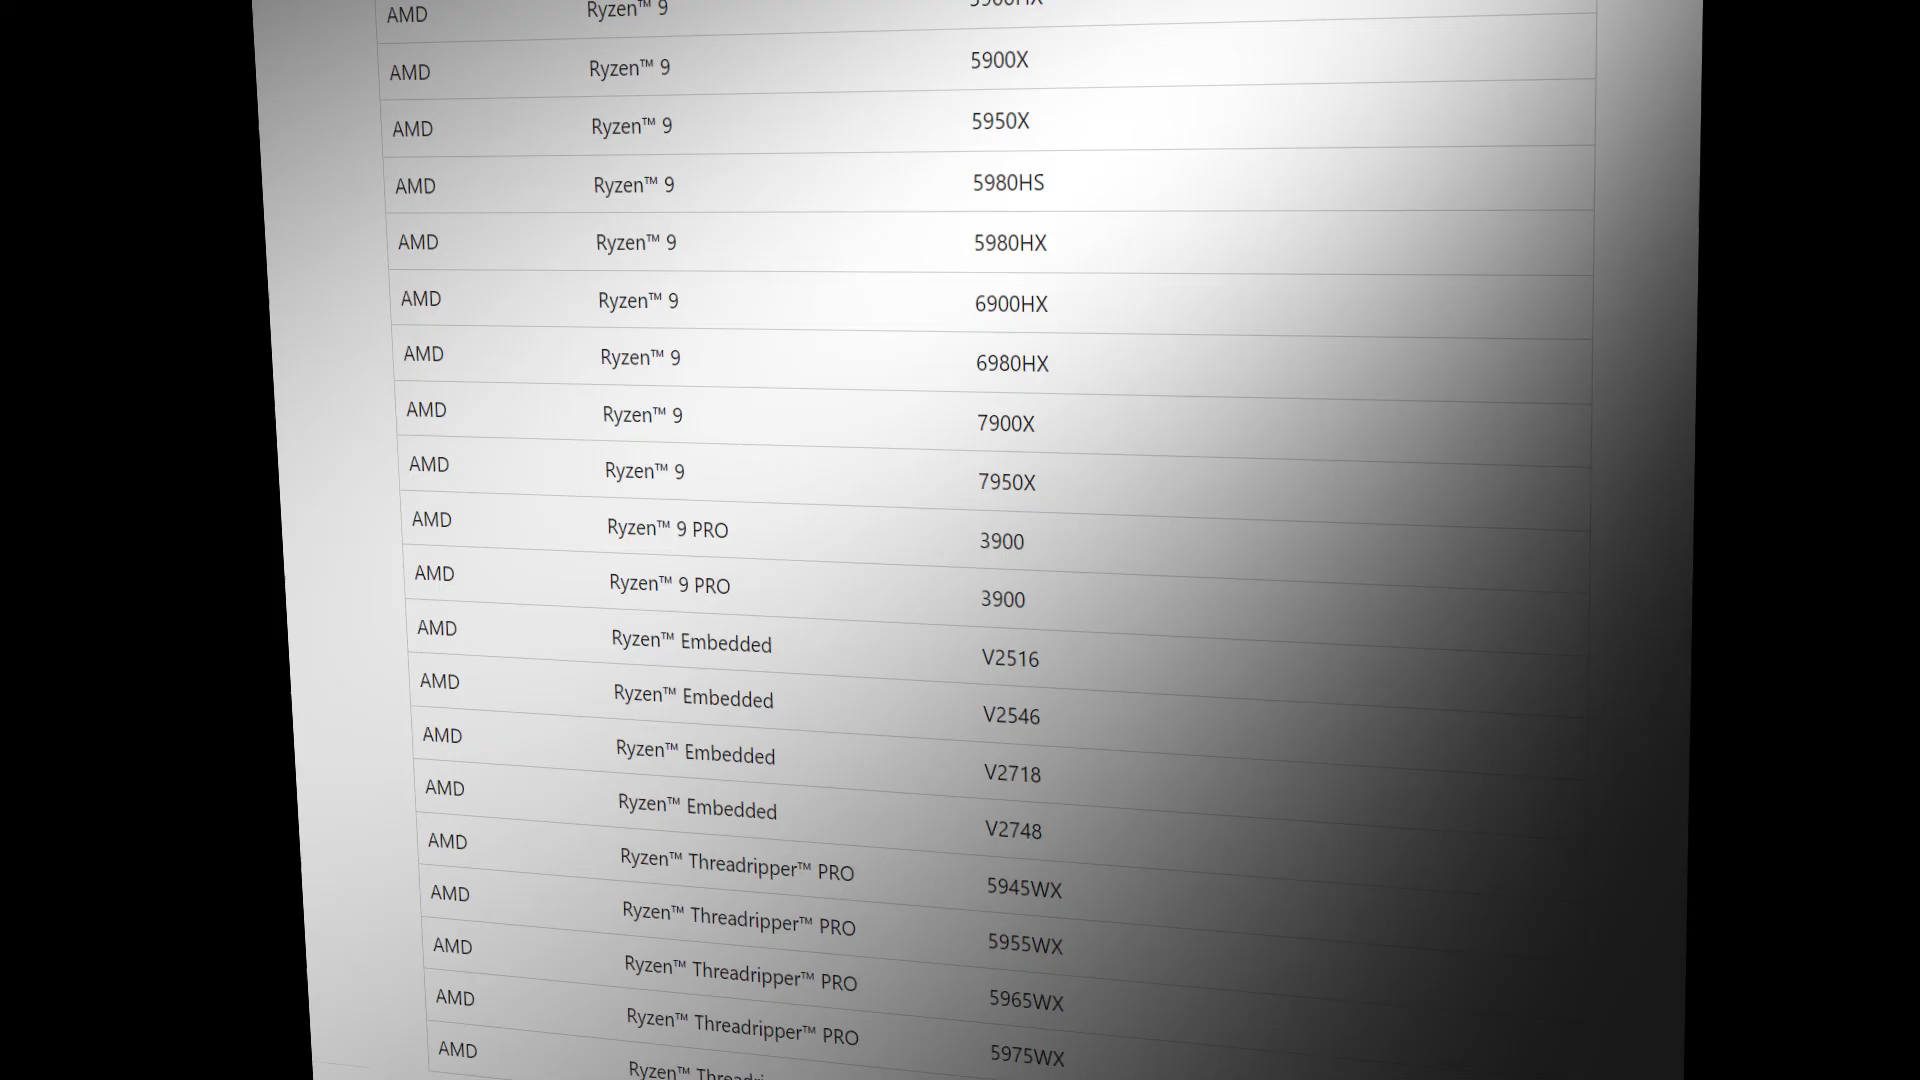 AMD Ryzen™ 9
AMD Ryzen™ 9 5900X
AMD Ryzen™ 9 5950X
AMD Ryzen™ 9 5980HS
AMD Ryzen™ 9 5980HX
AMD Ryzen™ 9 6900HX
AMD Ryzen™ 9 6980HX
AMD Ryzen™ 9 7900X
AMD Ryzen™ 9 7950X
AMD Ryzen™ 9 PRO 3900
AMD Ryzen™ 9 PRO 3900
AMD Ryzen™ Embedded V2516
AMD Ryzen™ Embedded V2546
AMD Ryzen™ Embedded V2718
AMD Ryzen™ Embedded V2748
AMD Ryzen™ Threadripper™ PRO 5945WX
AMD Ryzen™ Threadripper™ PRO 5955WX
AMD Ryzen™ Threadripper™ PRO 5965WX
AMD Ryzen™ Threadripper™ PRO 5975WX
AMD Ryzen™